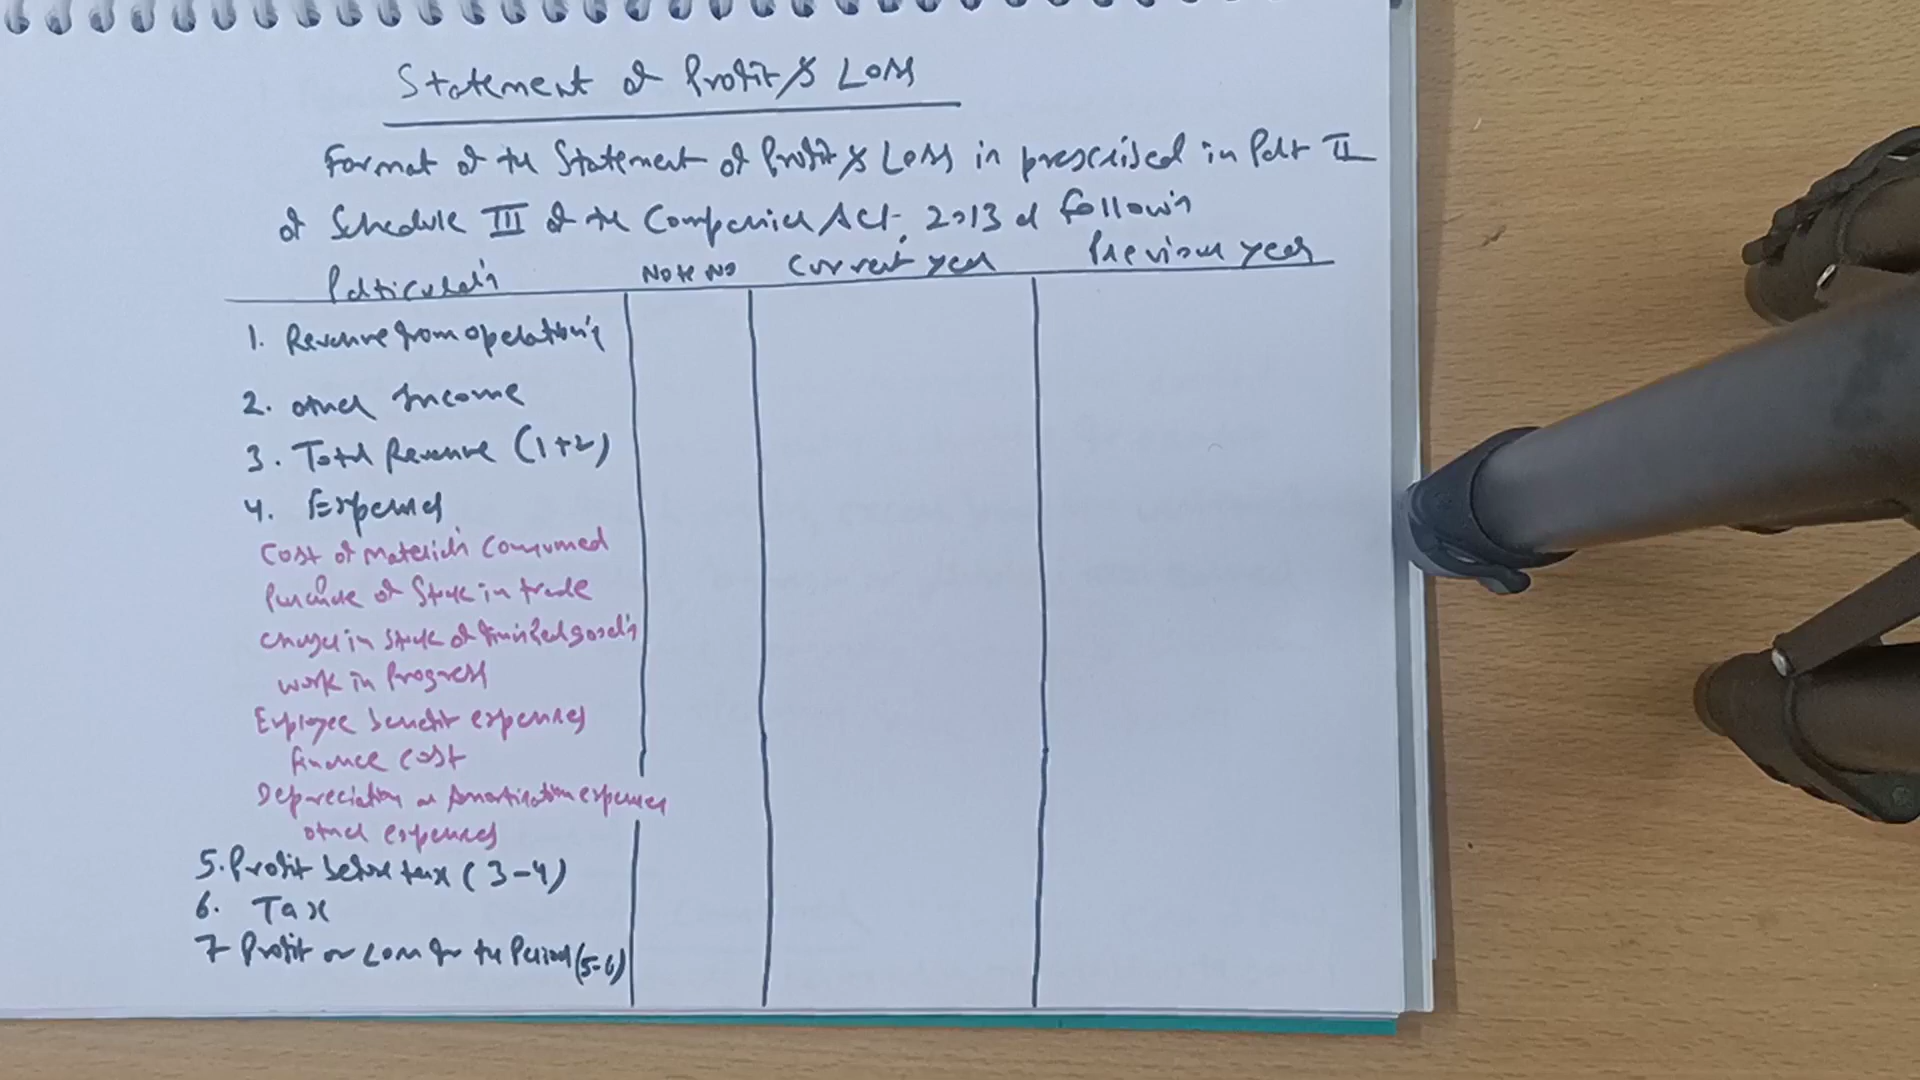 Statement of Profit & Loss
Format of the Statement of Profit & Loss is prescribed in Part II
of Schedule III of the Companies Act, 2013 as follows
Particulars Note No Current year Previous year
1. Revenue from operations
2. other Income
3. Total Revenue (1+2)
4. Expenses
Cost of materials consumed
Purchase of Stock in trade
changes in stock of finished goods
work in Progress
Employee benefit expenses
finance cost
Depreciation or Amortization expenses
other expenses
5. Profit before tax (3-4)
6. Tax
7 Profit or Loss for the Period (5-6)